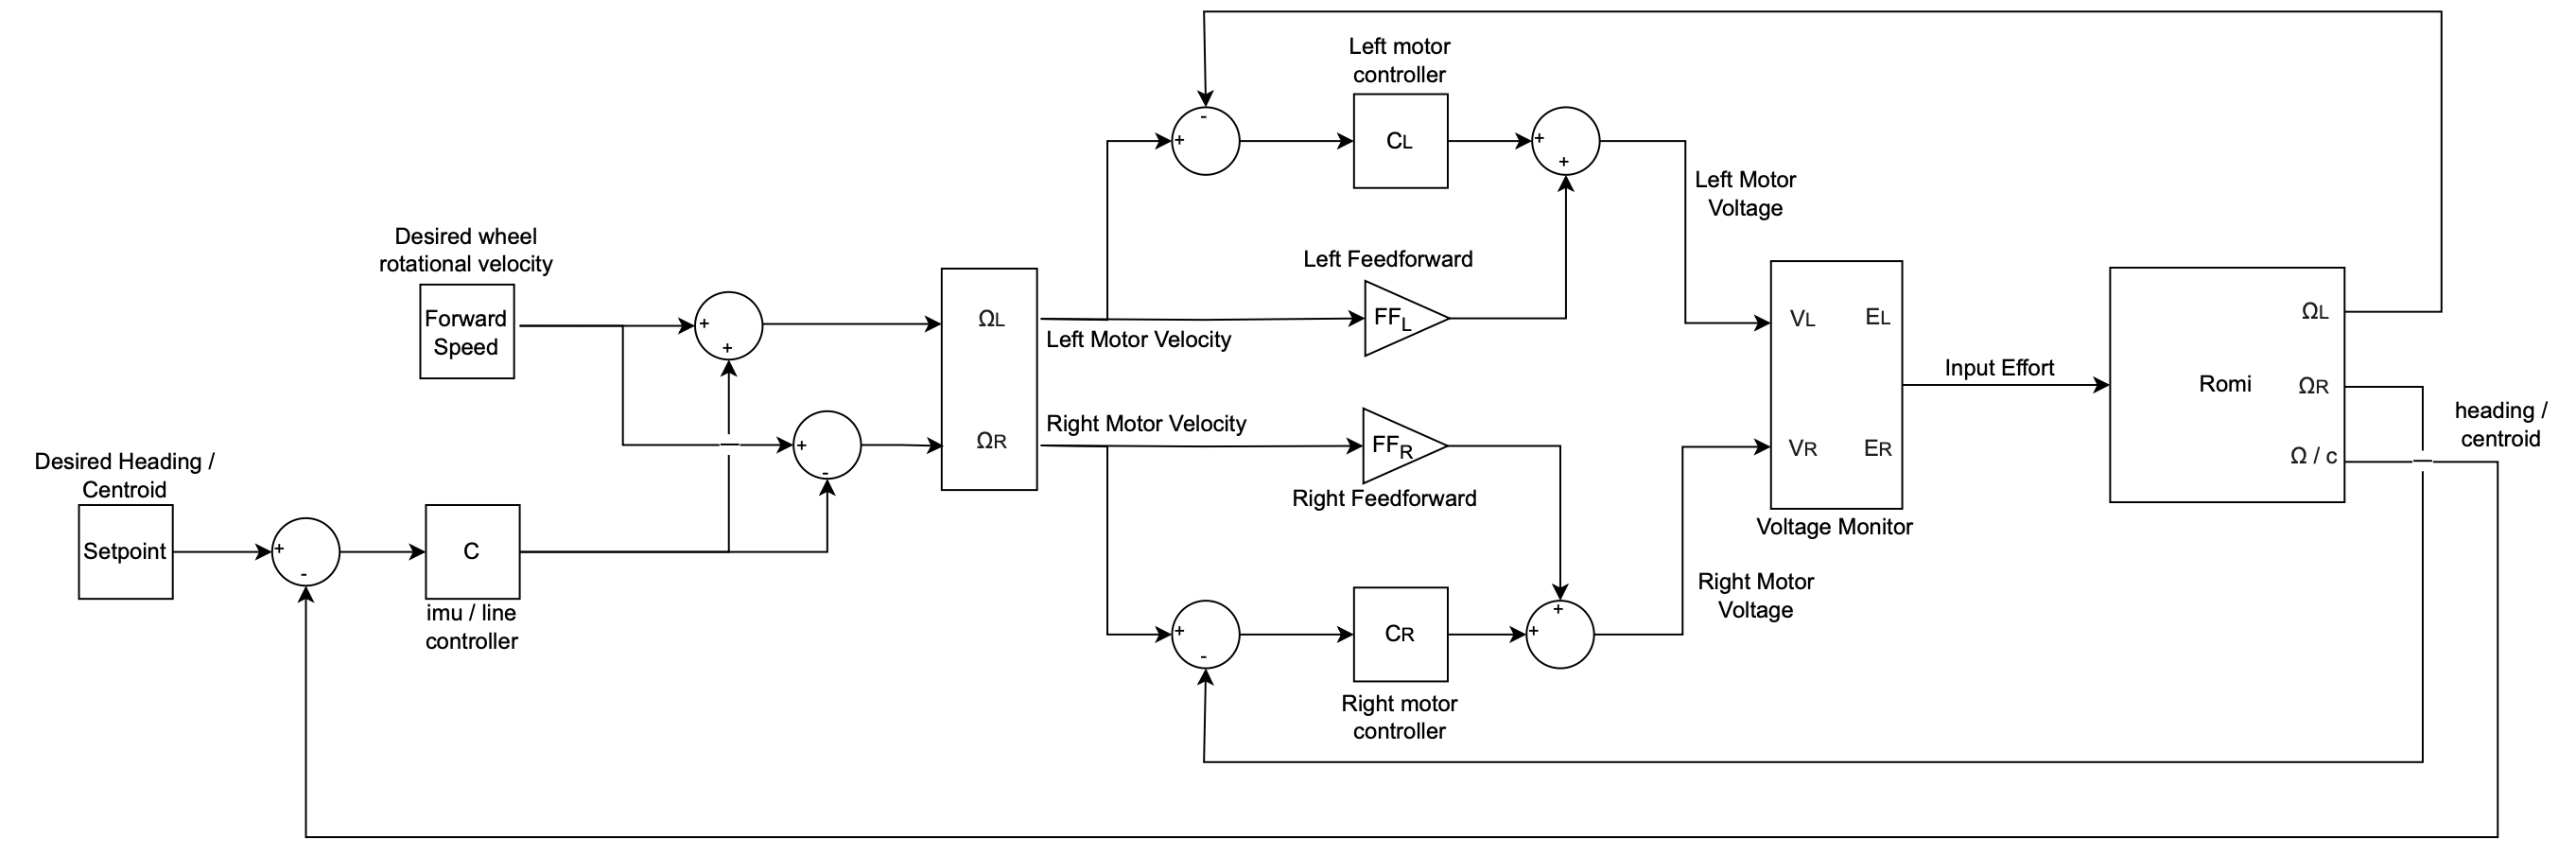 Left motor
controller
-
+
CL
+
+
Left Motor
Voltage
Desired wheel
rotational velocity
Forward
Speed
+
+
ΩL
Left Feedforward
FFL
Left Motor Velocity
VL
EL
Input Effort
Romi
ΩL
ΩR
Ω / c
heading /
centroid
+
-
ΩR
Right Motor Velocity
FFR
Right Feedforward
VR
ER
Voltage Monitor
Desired Heading /
Centroid
Setpoint
+
-
C
imu / line
controller
+
-
CR
+
+
Right Motor
Voltage
Right motor
controller